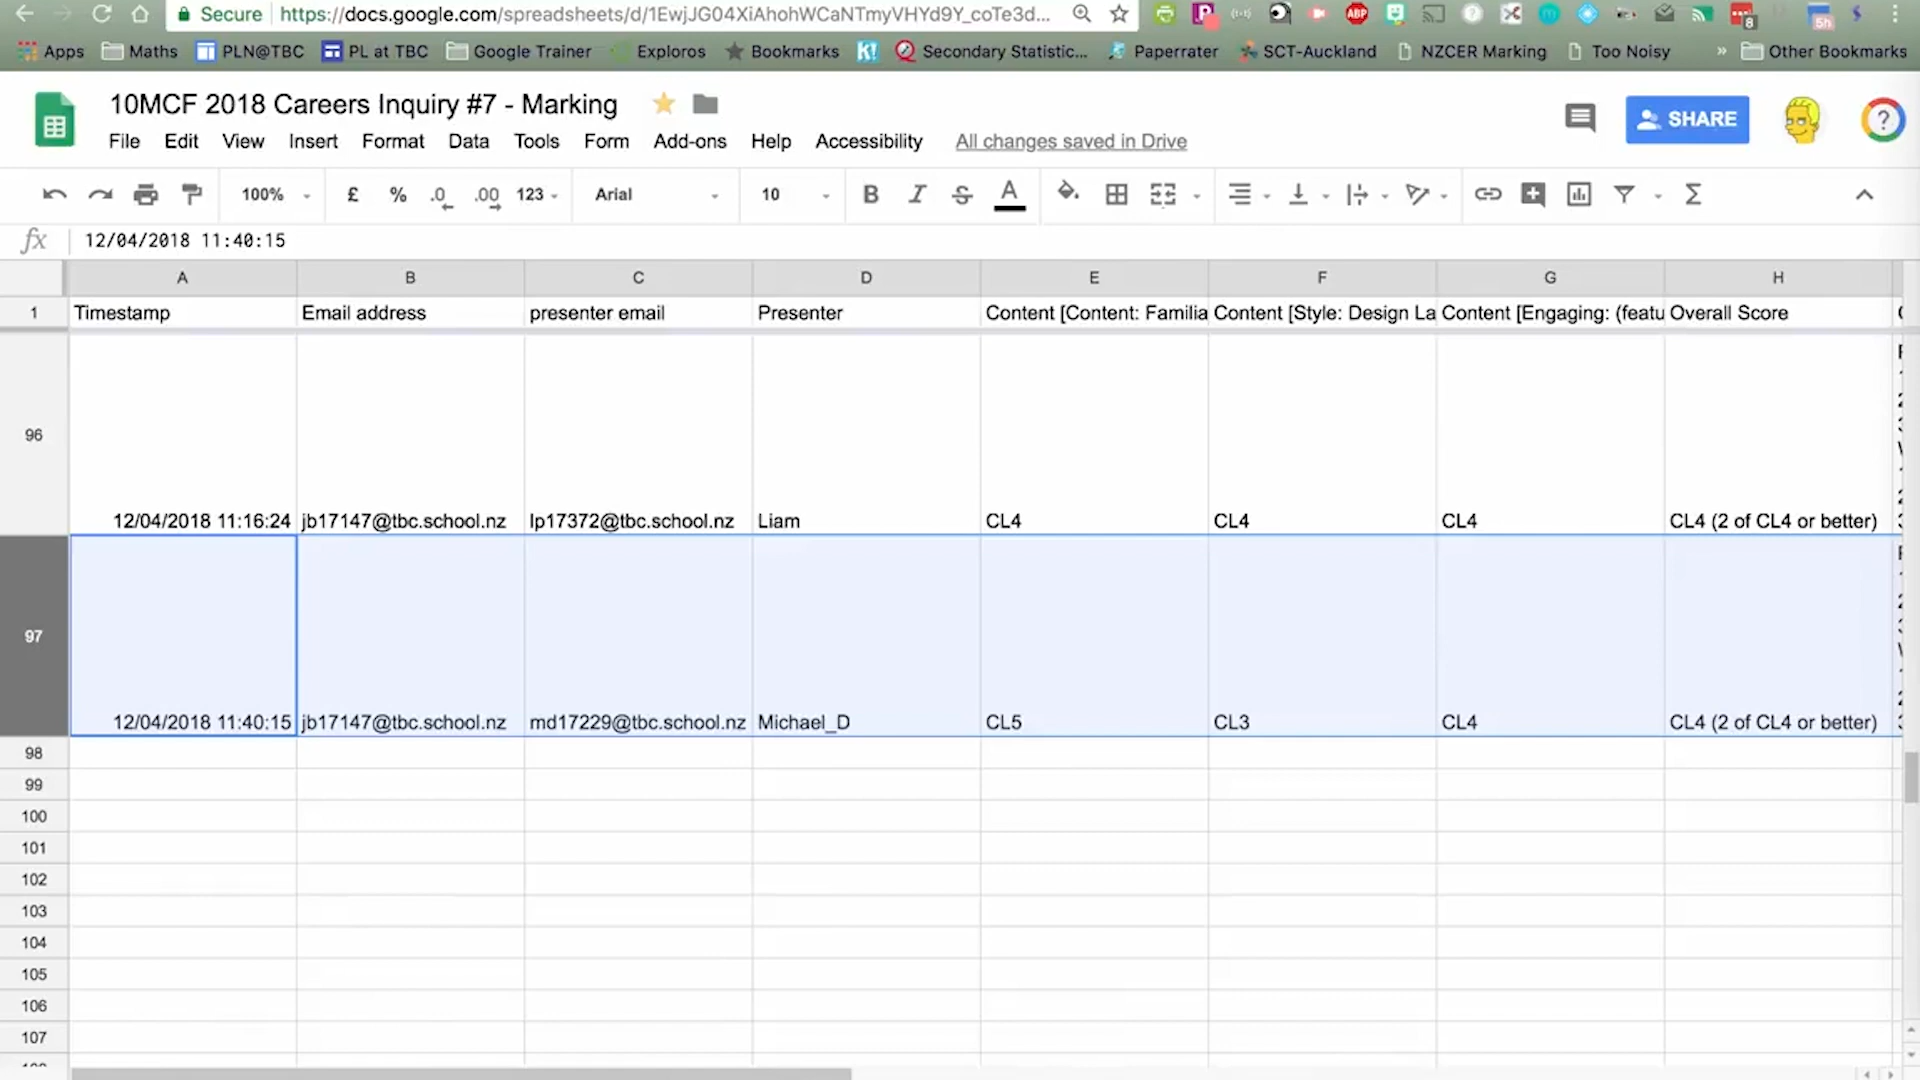 Secure https://docs.google.com/spreadsheets/d/1EwjJG04XiAhohWCaNTmyVHYd9Y_coTe3d...
ABP 8 5h
Apps Maths PLN@TBC PL at TBC Google Trainer Exploros Bookmarks K! Secondary Statistic... Paperrater SCT-Auckland NZCER Marking Too Noisy » Other Bookmarks
10MCF 2018 Careers Inquiry #7 - Marking
SHARE
File Edit View Insert Format Data Tools Form Add-ons Help Accessibility All changes saved in Drive
100% £ % .0 .00 123 Arial 10 B I S A Σ
fx 12/04/2018 11:40:15
A B C D E F G H
1 Timestamp Email address presenter email Presenter Content [Content: Familia Content [Style: Design La Content [Engaging: (featu Overall Score
96 12/04/2018 11:16:24 jb17147@tbc.school.nz lp17372@tbc.school.nz Liam CL4 CL4 CL4 CL4 (2 of CL4 or better)
97 12/04/2018 11:40:15 jb17147@tbc.school.nz md17229@tbc.school.nz Michael_D CL5 CL3 CL4 CL4 (2 of CL4 or better)
98
99
100
101
102
103
104
105
106
107